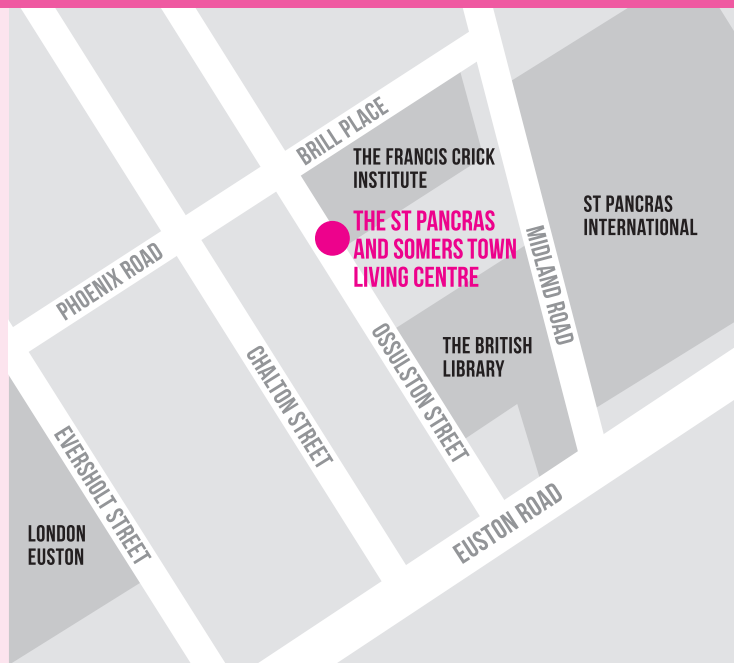 BRILL PLACE
THE FRANCIS CRICK
INSTITUTE
ST PANCRAS
INTERNATIONAL
THE ST PANCRAS
AND SOMERS TOWN
LIVING CENTRE
MIDLAND ROAD
PHOENIX ROAD
OSSULSTON STREET
THE BRITISH
LIBRARY
CHALTON STREET
EVERSHOLT STREET
EUSTON ROAD
LONDON
EUSTON